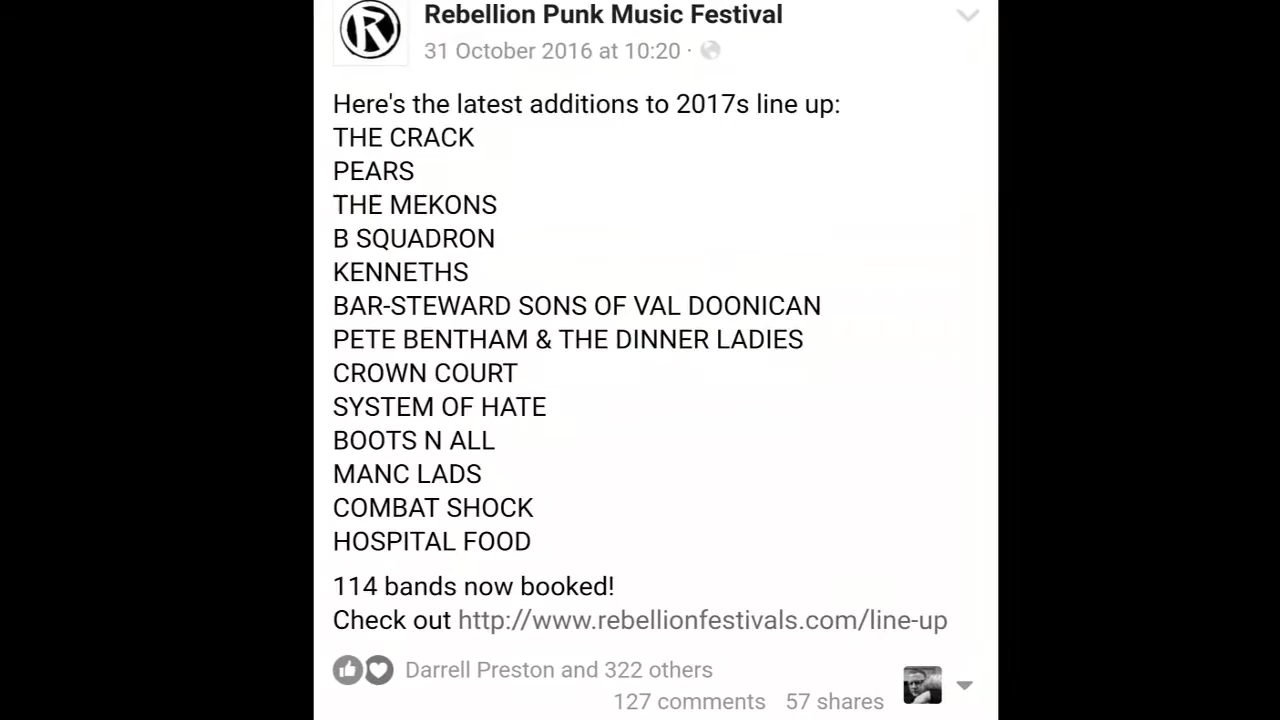 Rebellion Punk Music Festival
31 October 2016 at 10:20 ·
Here's the latest additions to 2017s line up:
THE CRACK
PEARS
THE MEKONS
B SQUADRON
KENNETHS
BAR-STEWARD SONS OF VAL DOONICAN
PETE BENTHAM & THE DINNER LADIES
CROWN COURT
SYSTEM OF HATE
BOOTS N ALL
MANC LADS
COMBAT SHOCK
HOSPITAL FOOD
114 bands now booked!
Check out http://www.rebellionfestivals.com/line-up
Darrell Preston and 322 others
127 comments 57 shares